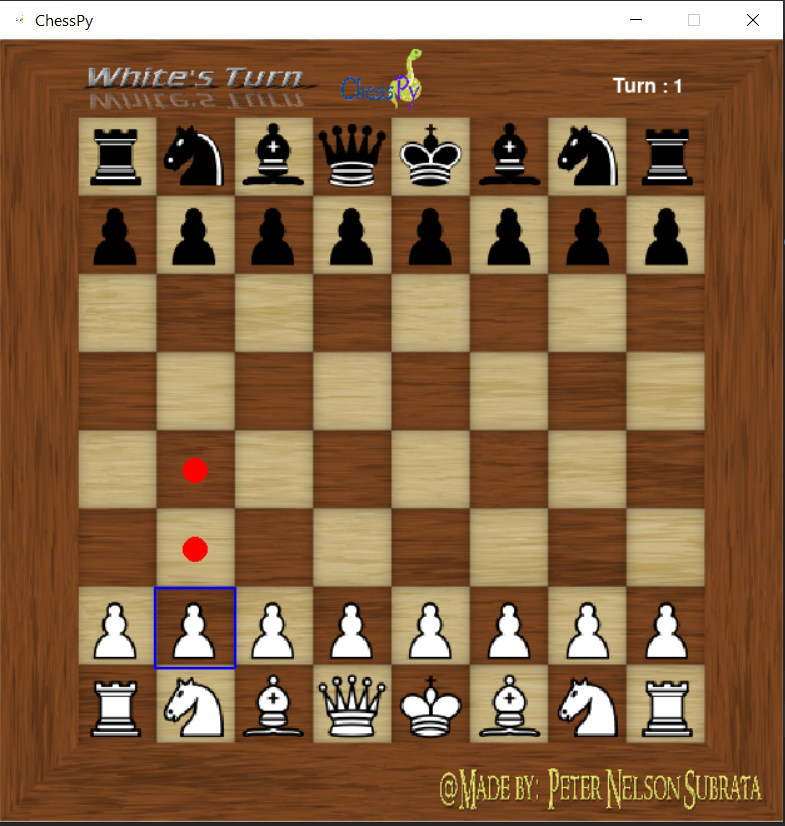 ChessPy
White's Turn
ChessPy
Turn : 1
@Made by: Peter Nelson Subrata